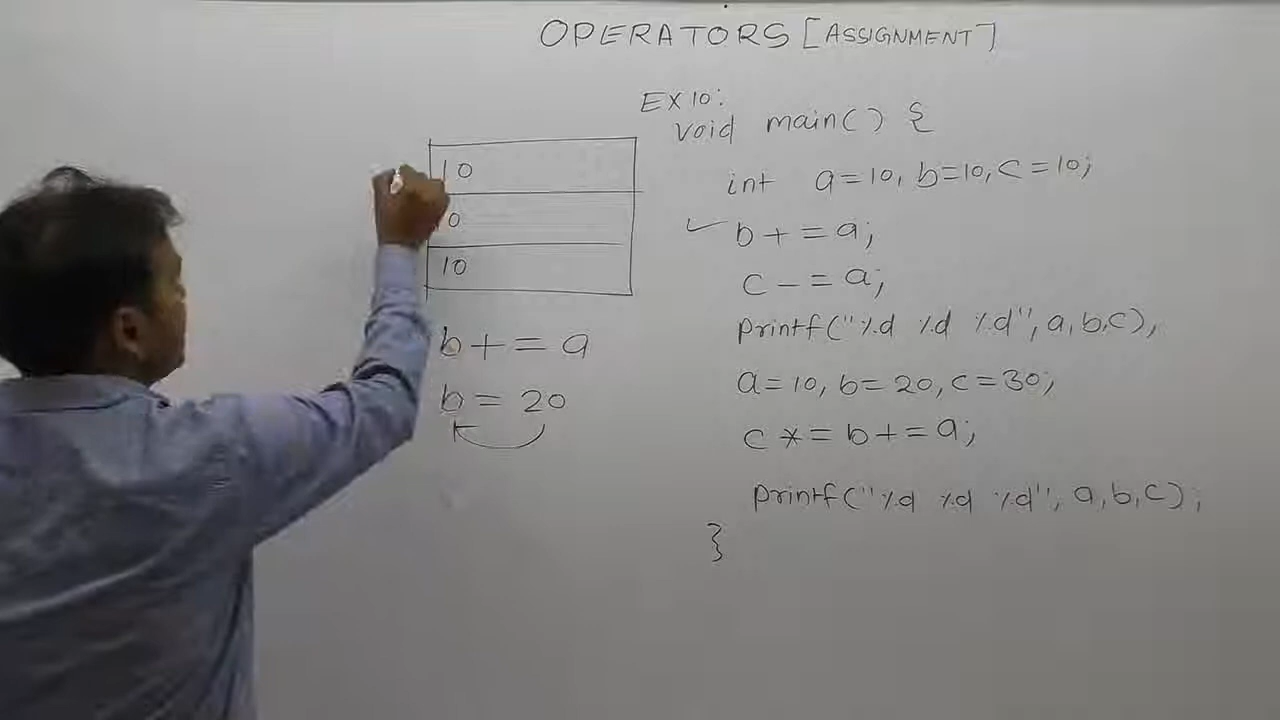 OPERATORS [ASSIGNMENT]
EX 10:
void main() {
int a=10, b=10, c=10;
b+=a;
c-=a;
printf("%d %d %d", a,b,c),
a=10, b=20, c=30;
c*=b+=a;
printf("%d %d %d", a,b,c);
}
10
0
10
b+=a
b=20